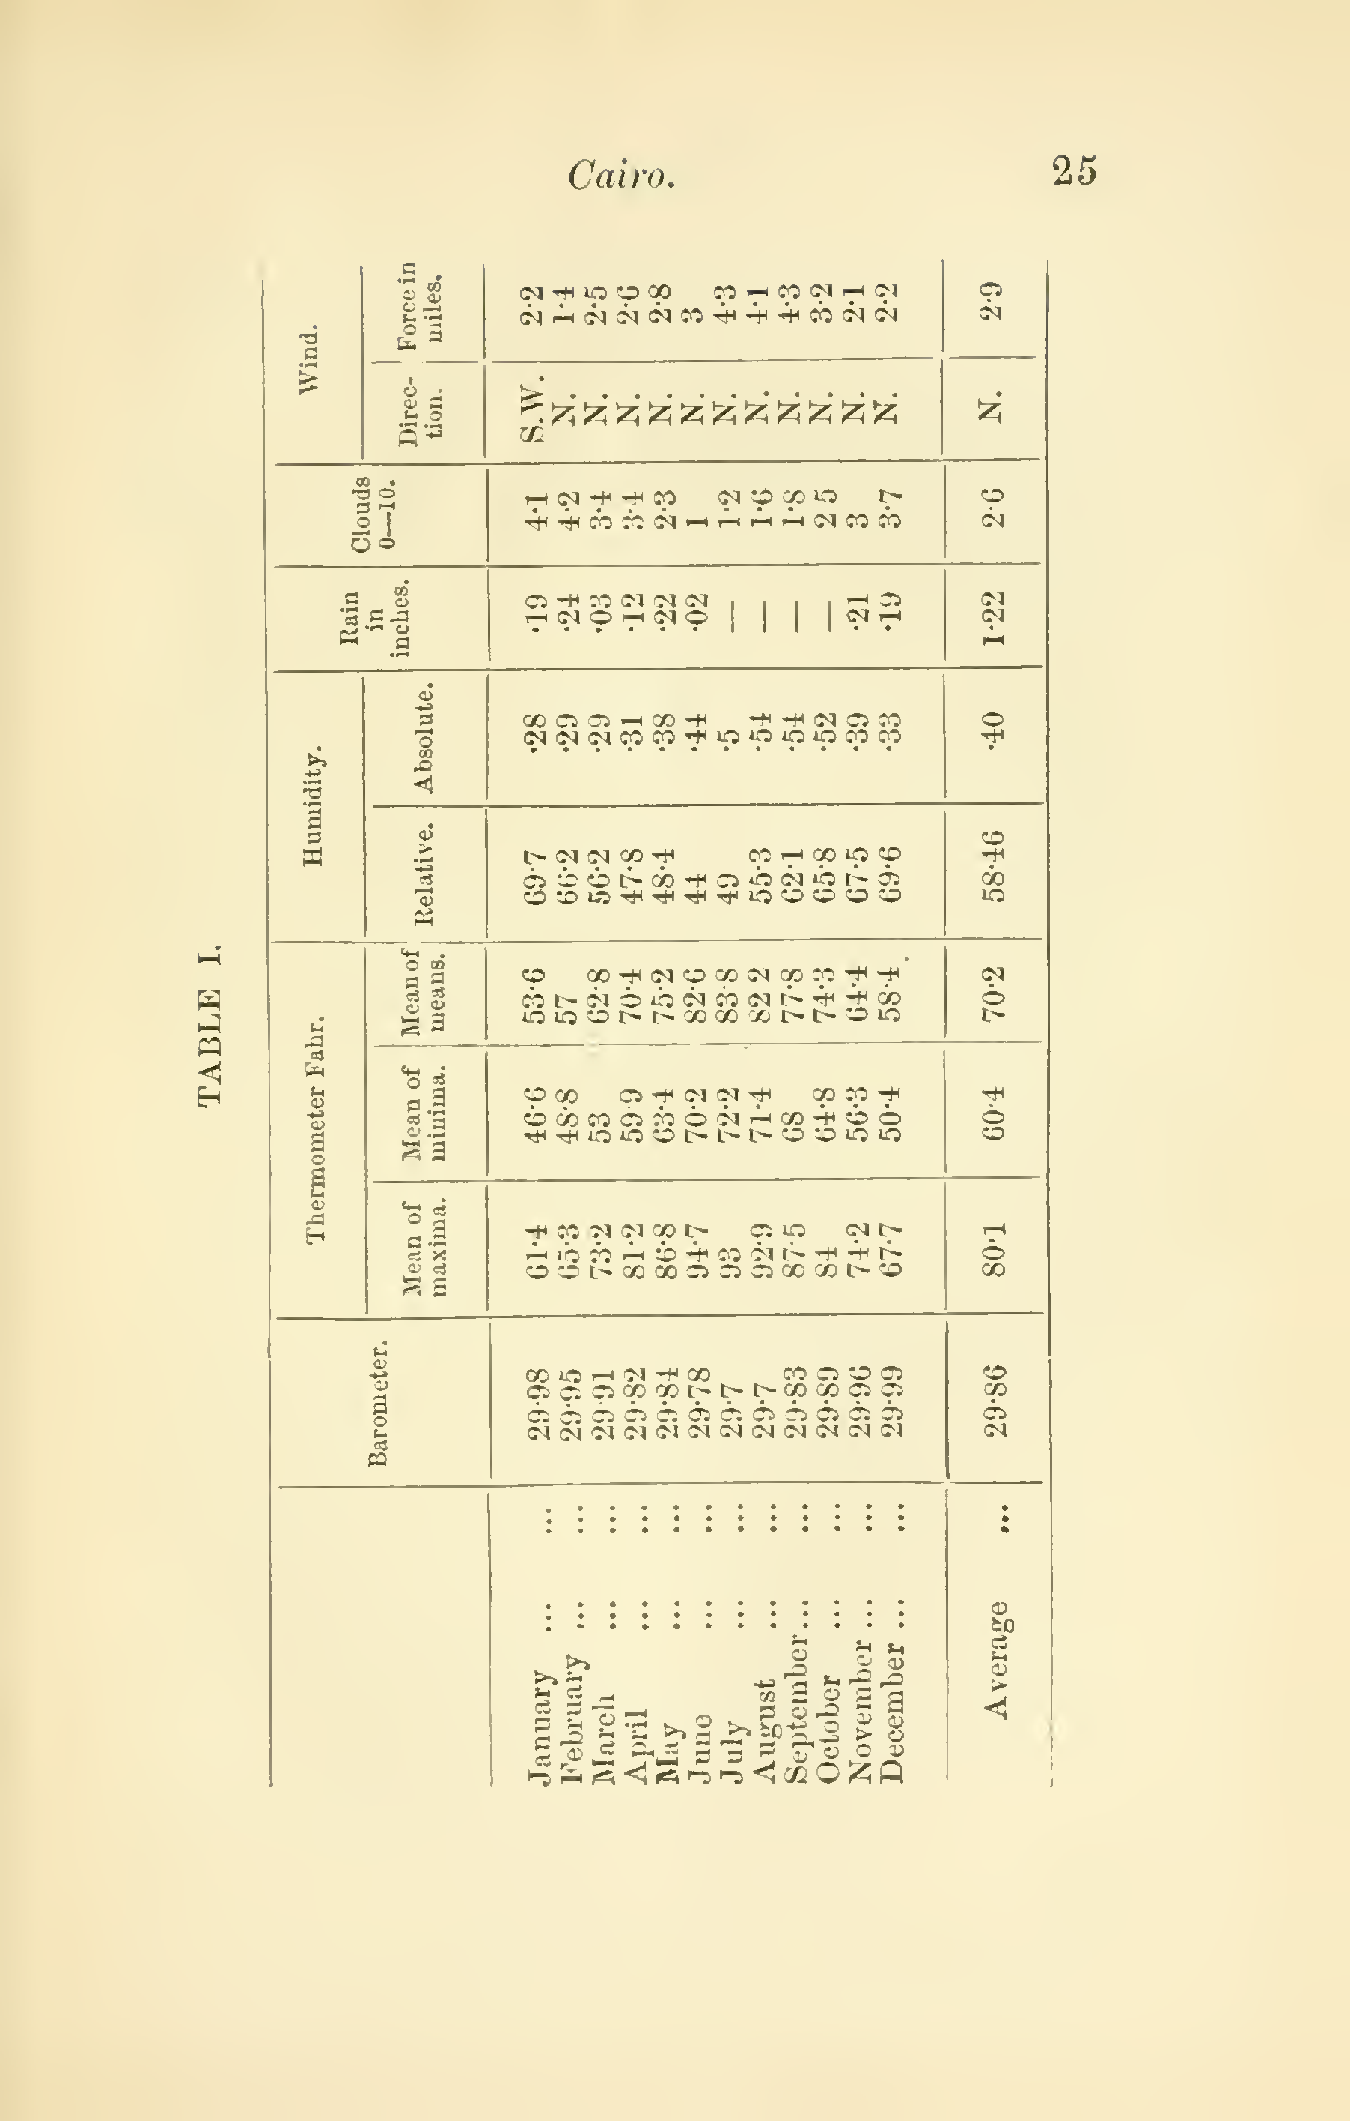 Cairo. 25
TABLE I.
Barometer. Thermometer Fahr. Humidity. Rain in inches. Clouds 0—10. Wind.
Mean of maxima. Mean of minima. Mean of means. Relative. Absolute. Direc-tion. Force in miles.
January ... ... 29·98 61·4 46·6 53·6 69·7 ·28 ·19 4·1 S.W. 2·2
February ... ... 29·95 65·3 48·8 57 66·2 ·29 ·24 4·2 N. 1·4
March ... ... 29·91 73·2 53 62·8 56·2 ·29 ·03 3·4 N. 2·5
April ... ... 29·82 81·2 59·9 70·4 47·8 ·31 ·12 3·4 N. 2·6
May ... ... 29·84 86·8 63·4 75·2 48·4 ·38 ·22 2·3 N. 2·8
June ... ... 29·78 94·7 70·2 82·6 44 ·44 ·02 1 N. 3
July ... ... 29·7 93 72·2 83·8 49 ·5 — 1·2 N. 4·3
August ... ... 29·7 92·9 71·4 82·2 55·3 ·54 — 1·6 N. 4·1
September... ... 29·83 87·5 68 77·8 62·1 ·54 — 1·8 N. 4·3
October ... ... 29·89 84 64·8 74·3 65·8 ·52 — 2·5 N. 3·2
November ... ... 29·96 74·2 56·3 64·4 67·5 ·39 ·21 3 N. 2·1
December ... ... 29·99 67·7 50·4 58·4 69·6 ·33 ·19 3·7 N. 2·2
Average ... 29·86 80·1 60·4 70·2 58·46 ·40 1·22 2·6 N. 2·9